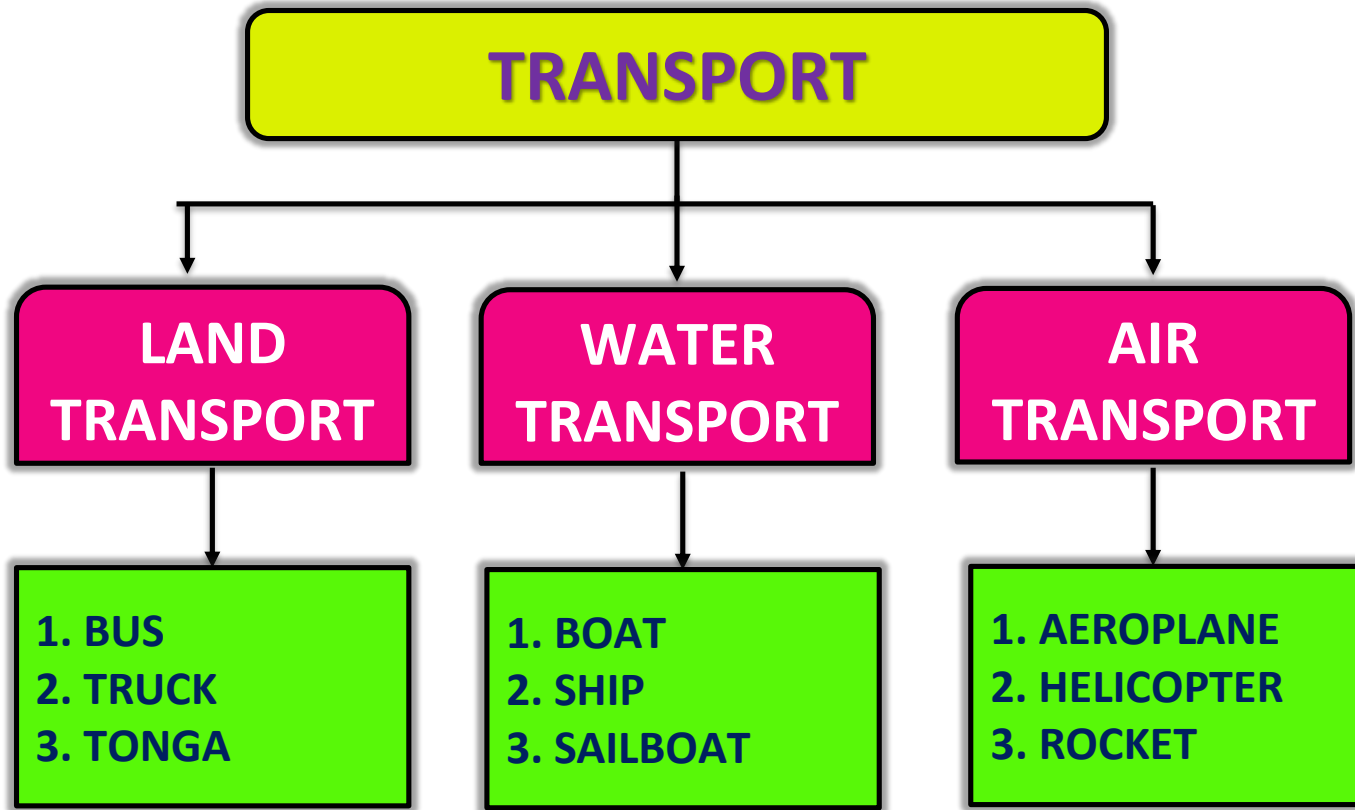 TRANSPORT
LAND
TRANSPORT
WATER
TRANSPORT
AIR
TRANSPORT
1. BUS
2. TRUCK
3. TONGA
1. BOAT
2. SHIP
3. SAILBOAT
1. AEROPLANE
2. HELICOPTER
3. ROCKET